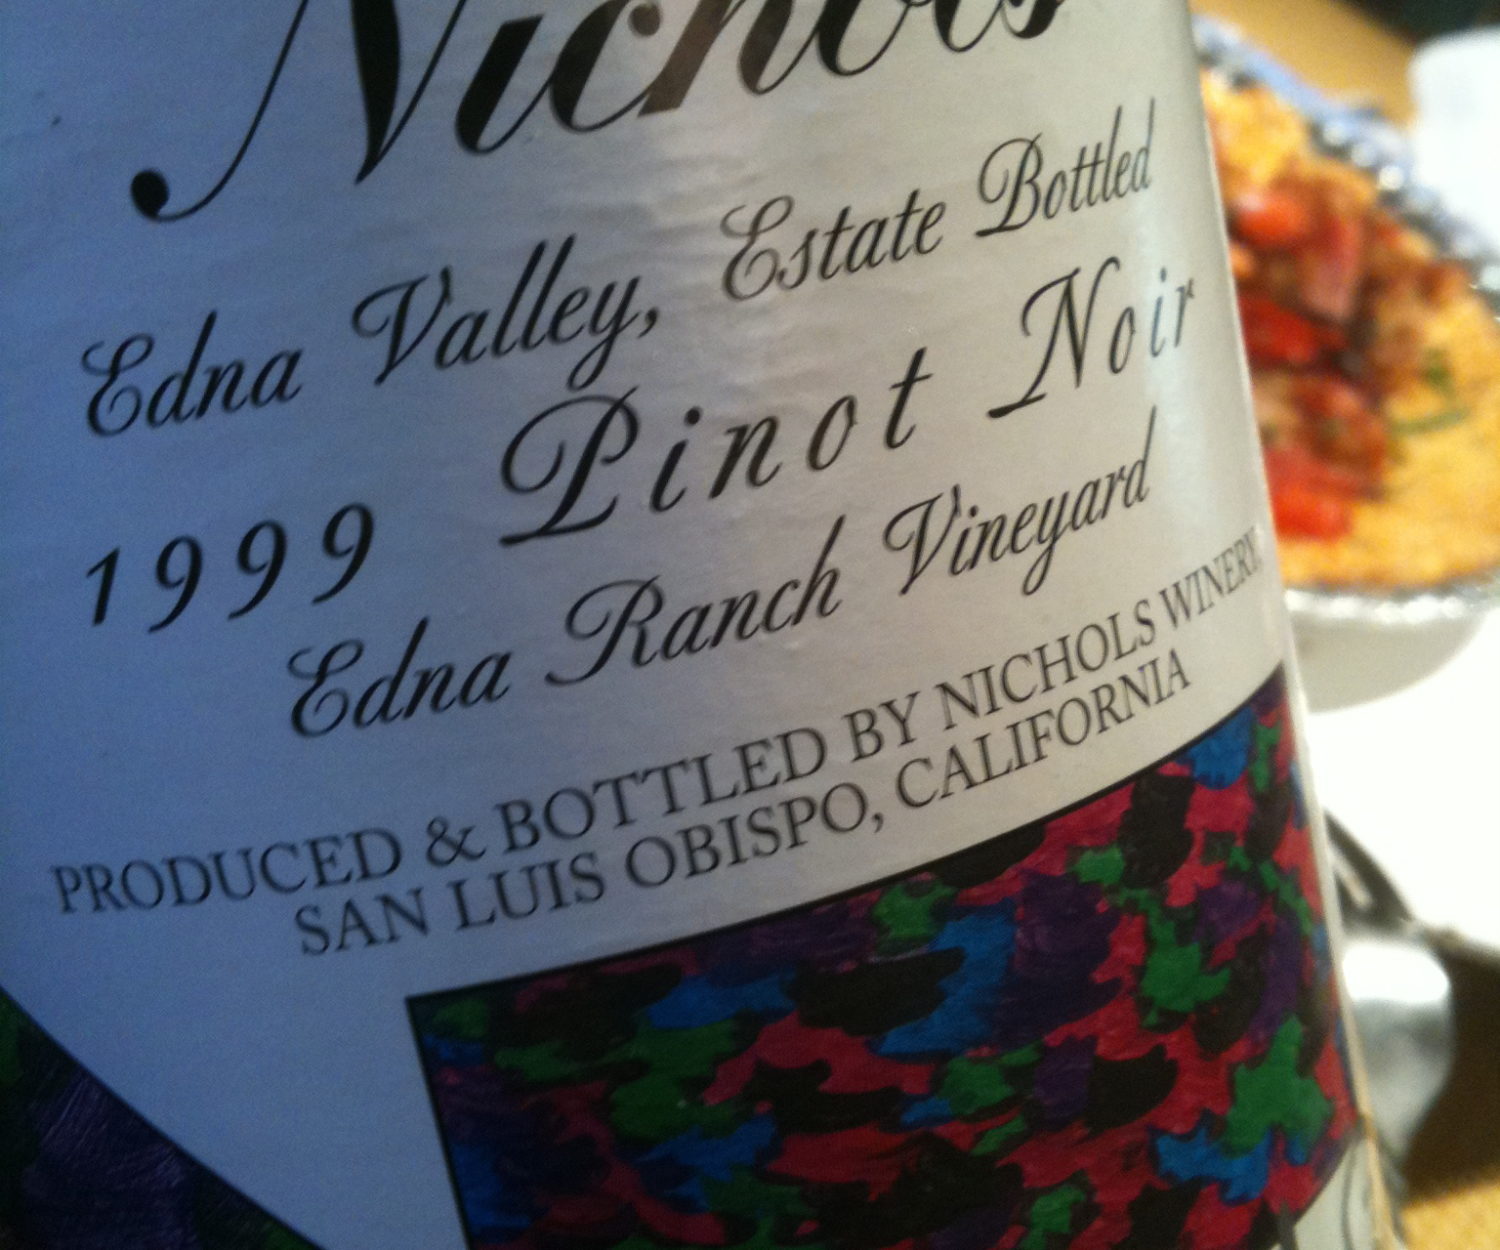 Nichols
Edna Valley, Estate Bottled
1999 Pinot Noir
Edna Ranch Vineyard
PRODUCED & BOTTLED BY NICHOLS WINERY,
SAN LUIS OBISPO, CALIFORNIA